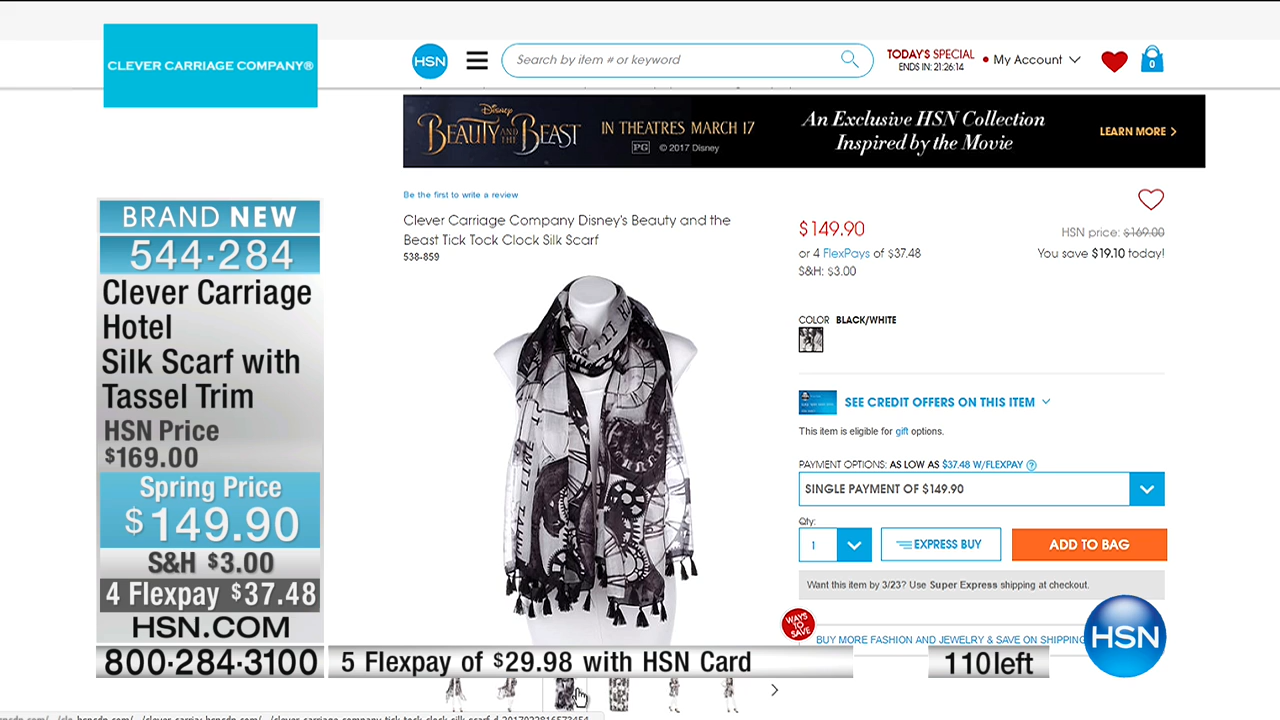 CLEVER CARRIAGE COMPANY®
HSN
Search by item # or keyword
TODAY'S SPECIAL
ENDS IN: 21:26:14
My Account
0
Disney
BEAUTY AND THE BEAST
IN THEATRES MARCH 17
PG © 2017 Disney
An Exclusive HSN Collection
Inspired by the Movie
LEARN MORE >
BRAND NEW
544-284
Clever Carriage
Hotel
Silk Scarf with
Tassel Trim
HSN Price
$169.00
Spring Price
$149.90
S&H $3.00
4 Flexpay $37.48
HSN.COM
800-284-3100
Be the first to write a review
Clever Carriage Company Disney's Beauty and the
Beast Tick Tock Clock Silk Scarf
538-859
$149.90
HSN price: $169.00
or 4 FlexPays of $37.48
You save $19.10 today!
S&H: $3.00
COLOR BLACK/WHITE
SEE CREDIT OFFERS ON THIS ITEM
This item is eligible for gift options.
PAYMENT OPTIONS: AS LOW AS $37.48 W/FLEXPAY ?
SINGLE PAYMENT OF $149.90
Qty:
1
EXPRESS BUY
ADD TO BAG
Want this item by 3/23? Use Super Express shipping at checkout.
WAYS TO SAVE
BUY MORE FASHION AND JEWELRY & SAVE ON SHIPPING
HSN
5 Flexpay of $29.98 with HSN Card
110 left